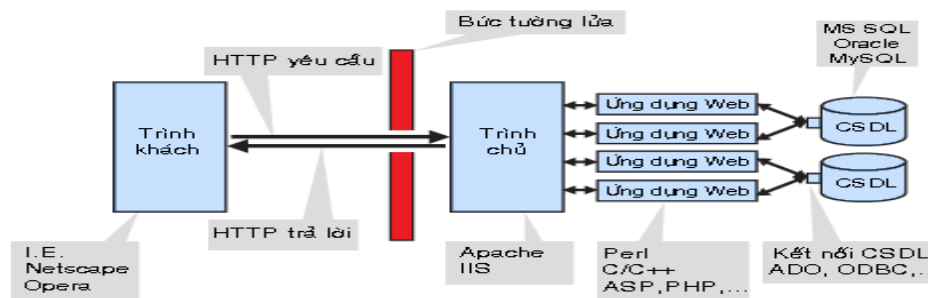 Bức tường lửa
MS SQL
Oracle
MySQL
HTTP yêu cầu
Trình
khách
Trình
chủ
Ứng dụng Web
Ứng dụng Web
Ứng dụng Web
Ứng dụng Web
CSDL
CSDL
HTTP trả lời
I.E.
Netscape
Opera
Apache
IIS
Perl
C/C++
ASP,PHP,...
Kết nối CSDL
ADO, ODBC,..